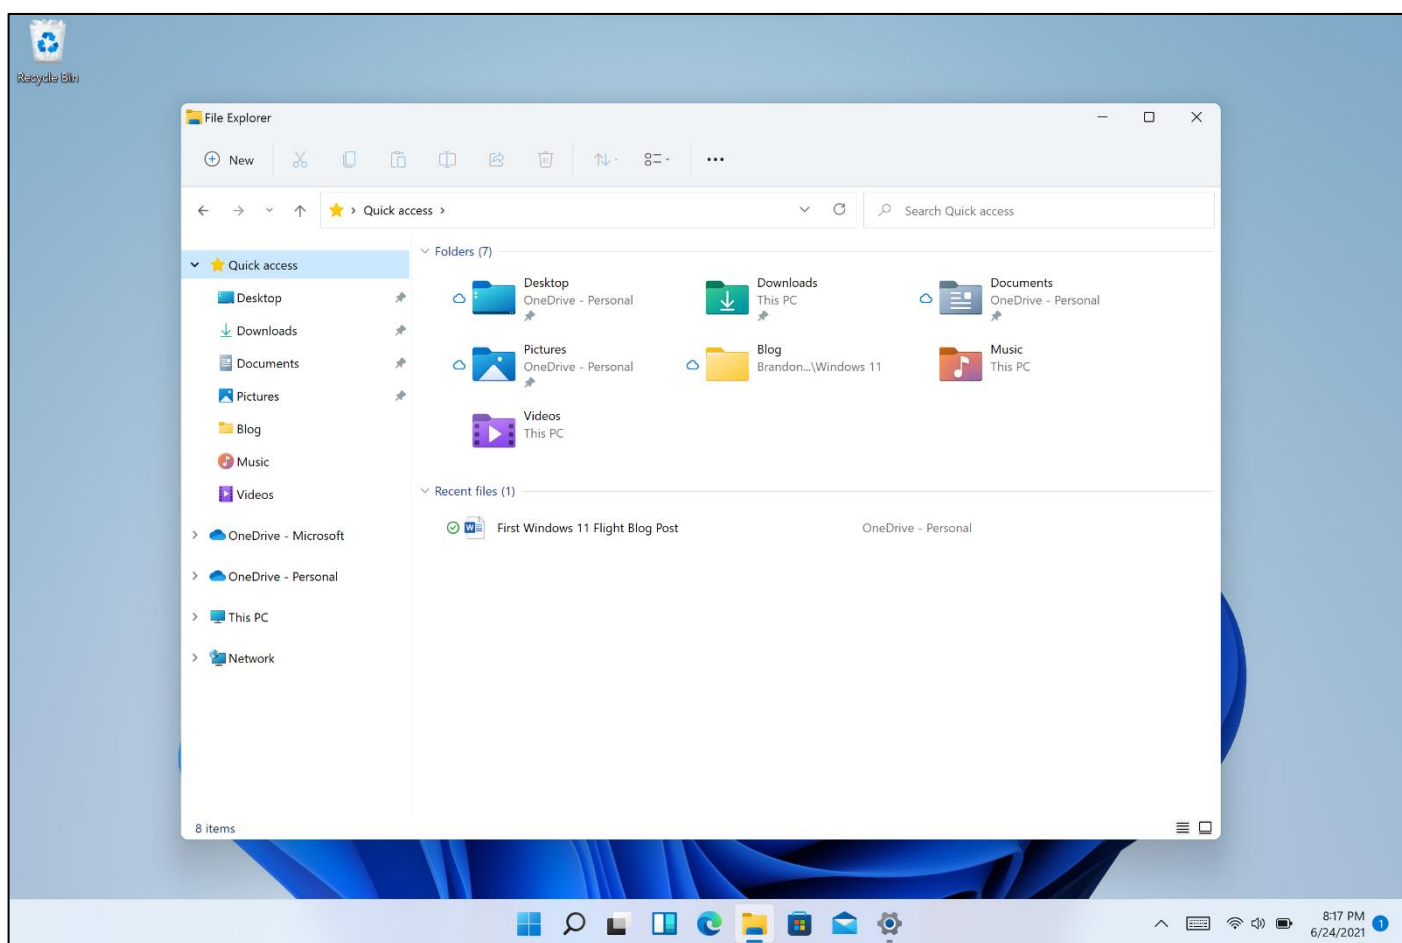 Recycle Bin
File Explorer
New
Quick access
Search Quick access
Quick access
Desktop
Downloads
Documents
Pictures
Blog
Music
Videos
OneDrive - Microsoft
OneDrive - Personal
This PC
Network
Folders (7)
Desktop
OneDrive - Personal
Downloads
This PC
Documents
OneDrive - Personal
Pictures
OneDrive - Personal
Blog
Brandon...\Windows 11
Music
This PC
Videos
This PC
Recent files (1)
First Windows 11 Flight Blog Post
OneDrive - Personal
8 items
8:17 PM
6/24/2021
1